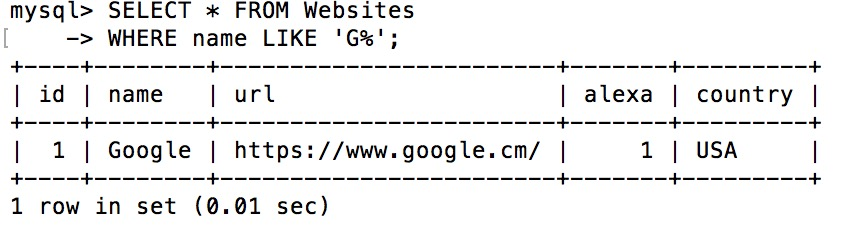 mysql> SELECT * FROM Websites
[    -> WHERE name LIKE 'G%';
+----+--------+--------------------------+-------+---------+
| id | name   | url                      | alexa | country |
+----+--------+--------------------------+-------+---------+
|  1 | Google | https://www.google.cm/ |     1 | USA     |
+----+--------+--------------------------+-------+---------+
1 row in set (0.01 sec)